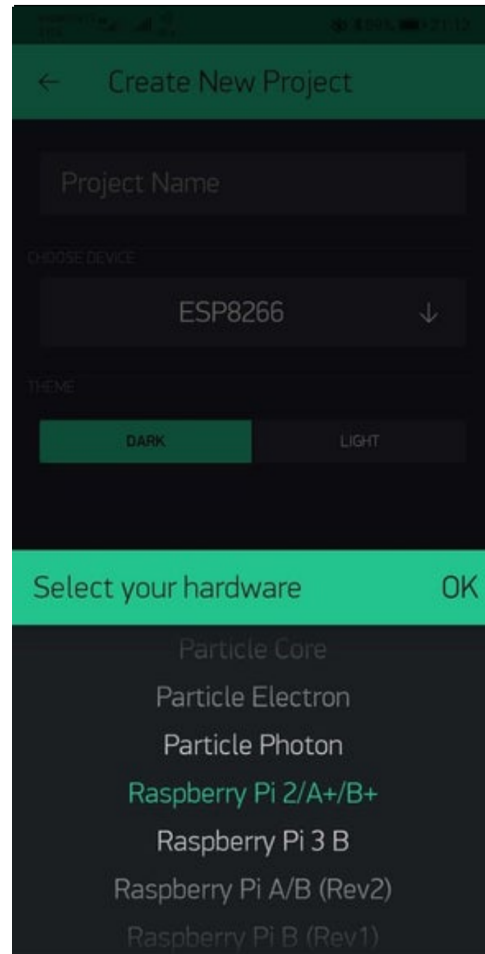 Create New Project
Project Name
CHOOSE DEVICE
ESP8266
THEME
DARK LIGHT
Select your hardware OK
Particle Core
Particle Electron
Particle Photon
Raspberry Pi 2/A+/B+
Raspberry Pi 3 B
Raspberry Pi A/B (Rev2)
Raspberry Pi B (Rev1)